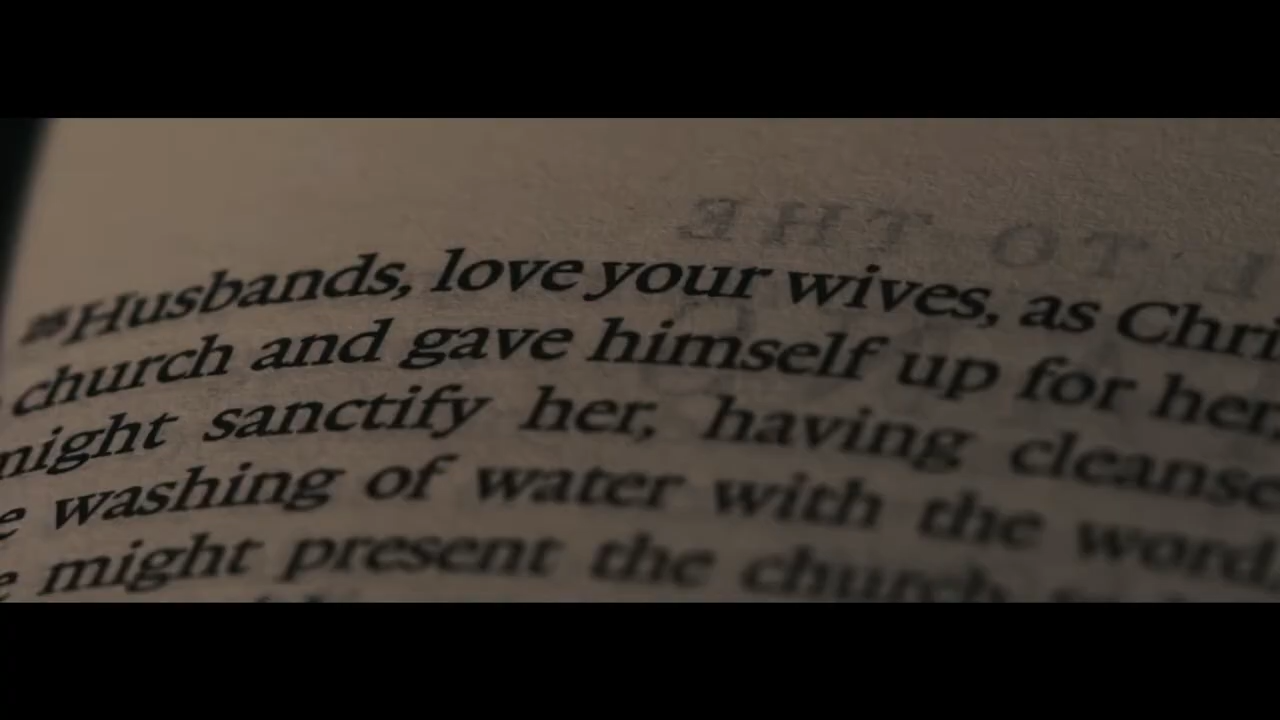 25 Husbands, love your wives, as Chri
church and gave himself up for her,
might sanctify her, having cleanse
e washing of water with the word,
e might present the church